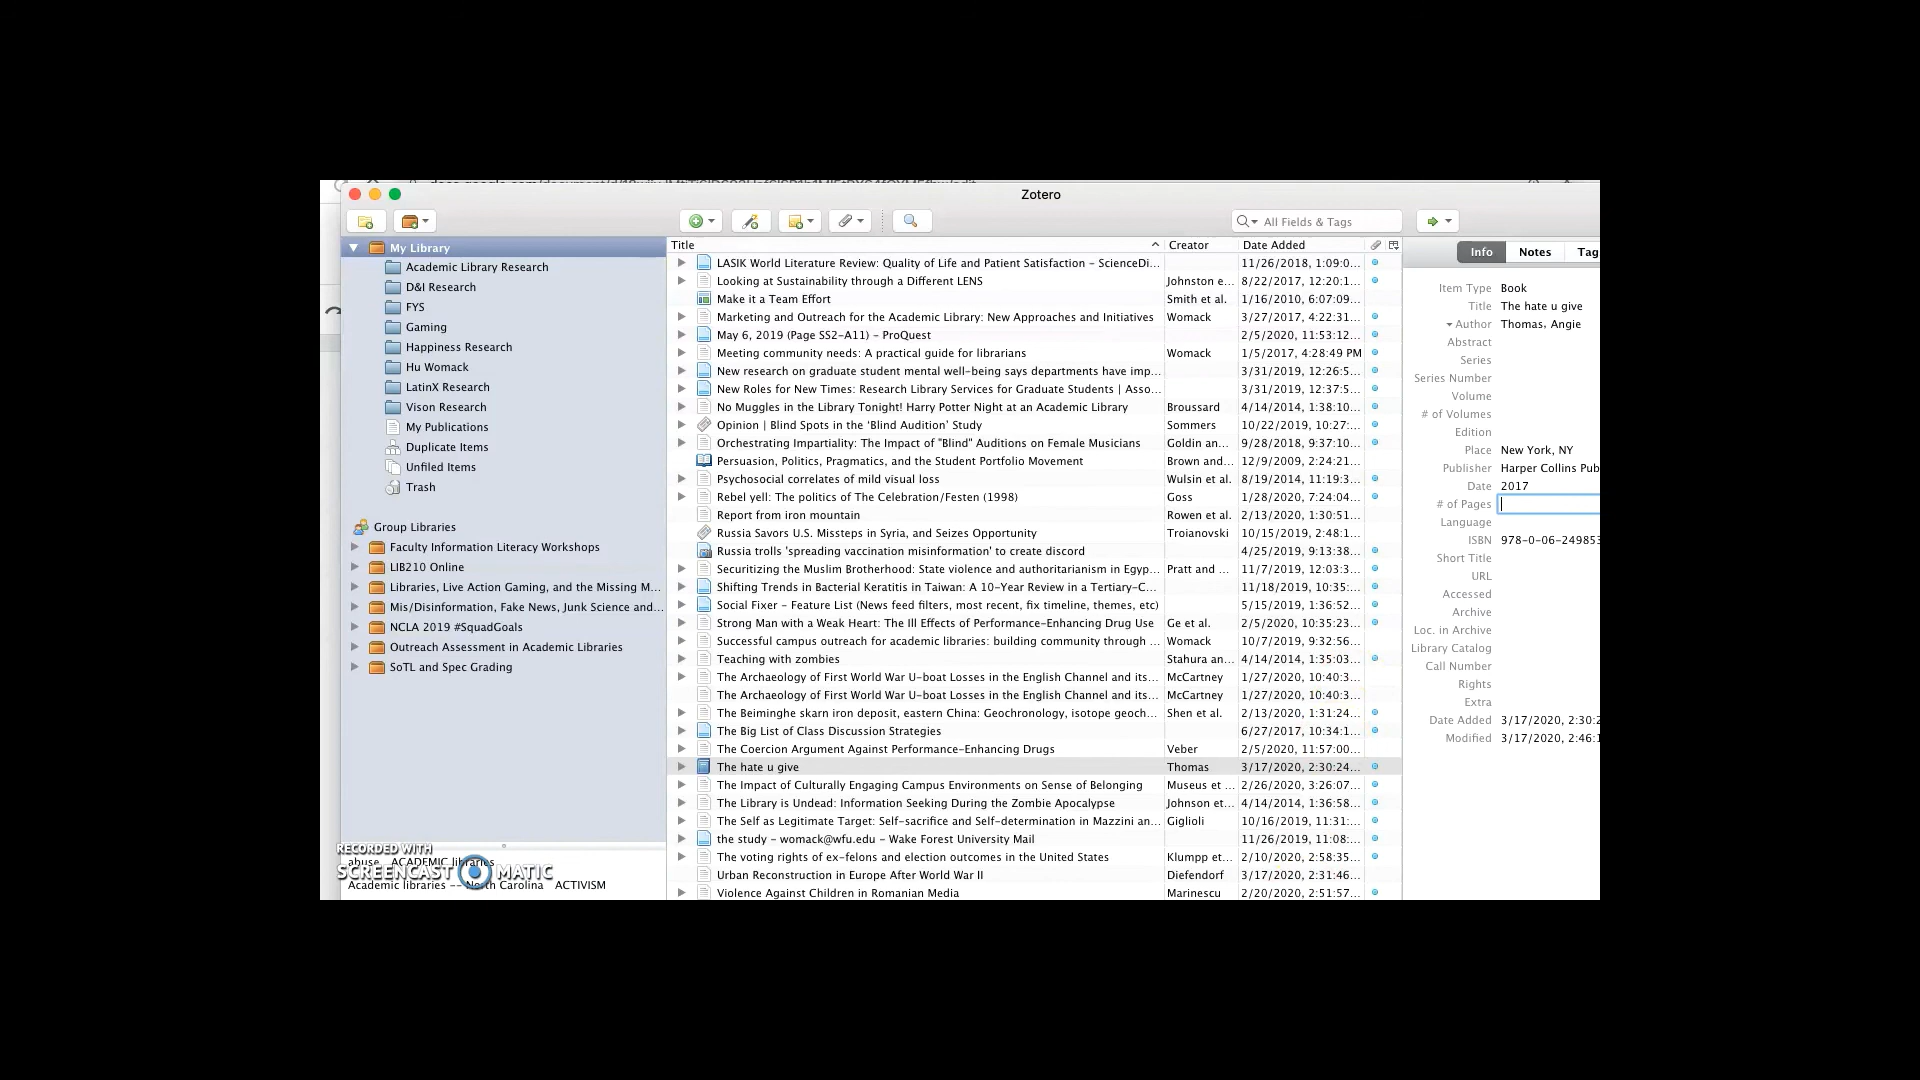 Zotero
All Fields & Tags
My Library
Academic Library Research
D&I Research
FYS
Gaming
Happiness Research
Hu Womack
LatinX Research
Vison Research
My Publications
Duplicate Items
Unfiled Items
Trash
Group Libraries
Faculty Information Literacy Workshops
LIB210 Online
Libraries, Live Action Gaming, and the Missing M...
Mis/Disinformation, Fake News, Junk Science and...
NCLA 2019 #SquadGoals
Outreach Assessment in Academic Libraries
SoTL and Spec Grading
abuse ACADEMIC libraries
Academic libraries -- North Carolina ACTIVISM
RECORDED WITH
SCREENCAST MATIC
Title Creator Date Added
LASIK World Literature Review: Quality of Life and Patient Satisfaction – ScienceDi... 11/26/2018, 1:09:0...
Looking at Sustainability through a Different LENS Johnston e... 8/22/2017, 12:20:1...
Make it a Team Effort Smith et al. 1/16/2010, 6:07:09...
Marketing and Outreach for the Academic Library: New Approaches and Initiatives Womack 3/27/2017, 4:22:31...
May 6, 2019 (Page SS2-A11) – ProQuest 2/5/2020, 11:53:12...
Meeting community needs: A practical guide for librarians Womack 1/5/2017, 4:28:49 PM
New research on graduate student mental well-being says departments have imp... 3/31/2019, 12:26:5...
New Roles for New Times: Research Library Services for Graduate Students | Asso... 3/31/2019, 12:37:5...
No Muggles in the Library Tonight! Harry Potter Night at an Academic Library Broussard 4/14/2014, 1:38:10...
Opinion | Blind Spots in the ‘Blind Audition’ Study Sommers 10/22/2019, 10:27:...
Orchestrating Impartiality: The Impact of "Blind" Auditions on Female Musicians Goldin an... 9/28/2018, 9:37:10...
Persuasion, Politics, Pragmatics, and the Student Portfolio Movement Brown and... 12/9/2009, 2:24:21...
Psychosocial correlates of mild visual loss Wulsin et al. 8/19/2014, 11:19:3...
Rebel yell: The politics of The Celebration/Festen (1998) Goss 1/28/2020, 7:24:04...
Report from iron mountain Rowen et al. 2/13/2020, 1:30:51...
Russia Savors U.S. Missteps in Syria, and Seizes Opportunity Troianovski 10/15/2019, 2:48:1...
Russia trolls 'spreading vaccination misinformation' to create discord 4/25/2019, 9:13:38...
Securitizing the Muslim Brotherhood: State violence and authoritarianism in Egyp... Pratt and ... 11/7/2019, 12:03:3...
Shifting Trends in Bacterial Keratitis in Taiwan: A 10-Year Review in a Tertiary-C... 11/18/2019, 10:35:...
Social Fixer – Feature List (News feed filters, most recent, fix timeline, themes, etc) 5/15/2019, 1:36:52...
Strong Man with a Weak Heart: The Ill Effects of Performance-Enhancing Drug Use Ge et al. 2/5/2020, 10:35:23...
Successful campus outreach for academic libraries: building community through ... Womack 10/7/2019, 9:32:56...
Teaching with zombies Stahura an... 4/14/2014, 1:35:03...
The Archaeology of First World War U-boat Losses in the English Channel and its... McCartney 1/27/2020, 10:40:3...
The Archaeology of First World War U-boat Losses in the English Channel and its... McCartney 1/27/2020, 10:40:3...
The Beiminghe skarn iron deposit, eastern China: Geochronology, isotope geoch... Shen et al. 2/13/2020, 1:31:24...
The Big List of Class Discussion Strategies 6/27/2017, 10:34:1...
The Coercion Argument Against Performance-Enhancing Drugs Veber 2/5/2020, 11:57:00...
The hate u give Thomas 3/17/2020, 2:30:24...
The Impact of Culturally Engaging Campus Environments on Sense of Belonging Museus et ... 2/26/2020, 3:26:07...
The Library is Undead: Information Seeking During the Zombie Apocalypse Johnson et... 4/14/2014, 1:36:58...
The Self as Legitimate Target: Self-sacrifice and Self-determination in Mazzini an... Giglioli 10/16/2019, 11:31:...
the study – womack@wfu.edu – Wake Forest University Mail 11/26/2019, 11:08:...
The voting rights of ex-felons and election outcomes in the United States Klumpp et... 2/10/2020, 2:58:35...
Urban Reconstruction in Europe After World War II Diefendorf 3/17/2020, 2:31:46...
Violence Against Children in Romanian Media Marinescu 2/20/2020, 2:51:57...
Info Notes Tag
Item Type Book
Title The hate u give
Author Thomas, Angie
Abstract
Series
Series Number
Volume
# of Volumes
Edition
Place New York, NY
Publisher Harper Collins Pub
Date 2017
# of Pages
Language
ISBN 978-0-06-249853
Short Title
URL
Accessed
Archive
Loc. in Archive
Library Catalog
Call Number
Rights
Extra
Date Added 3/17/2020, 2:30:2
Modified 3/17/2020, 2:46:1